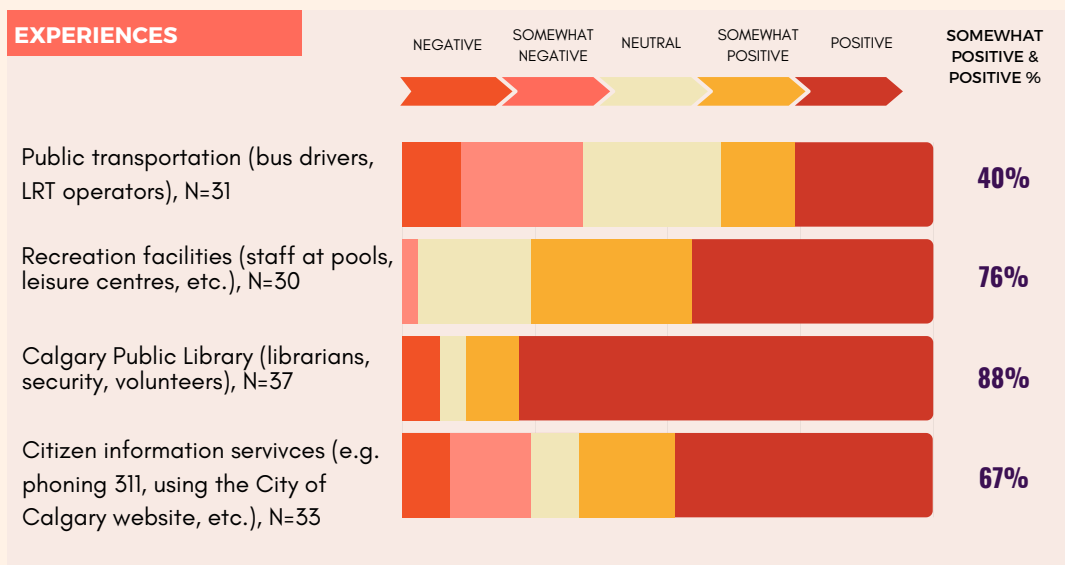 EXPERIENCES
NEGATIVE
SOMEWHAT
NEGATIVE
NEUTRAL
SOMEWHAT
POSITIVE
POSITIVE
SOMEWHAT
POSITIVE &
POSITIVE %
Public transportation (bus drivers,
LRT operators), N=31
40%
Recreation facilities (staff at pools,
leisure centres, etc.), N=30
76%
Calgary Public Library (librarians,
security, volunteers), N=37
88%
Citizen information servivces (e.g.
phoning 311, using the City of
Calgary website, etc.), N=33
67%